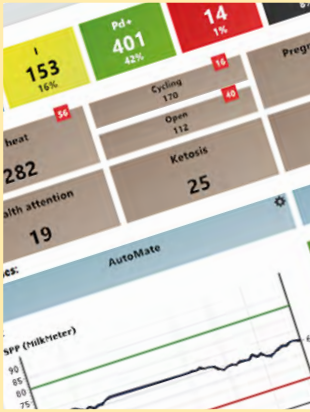 I
153
16%
Pd+
401
42%
14
1%
heat
56
282
Cycling
170
16
Open
112
40
Pregn
alth attention
19
Ketosis
25
es:
AutoMate
SPP (MilkMeter)
90
85
80
75